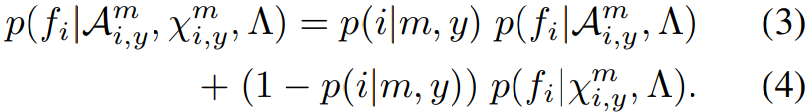 p(f_i|\mathcal{A}^m_{i,y}, \chi^m_{i,y}, \Lambda) = p(i|m, y) p(f_i|\mathcal{A}^m_{i,y}, \Lambda) (3)
+ (1 − p(i|m, y)) p(f_i|\chi^m_{i,y}, \Lambda). (4)